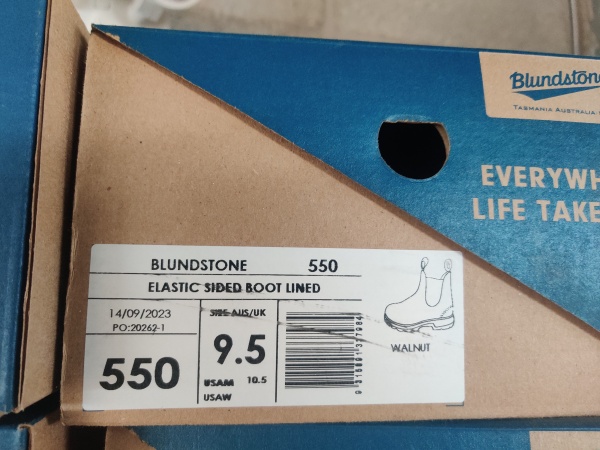 Blundstone
TASMANIA AUSTRALIA
EVERYWH
LIFE TAKE
BLUNDSTONE 550
ELASTIC SIDED BOOT LINED
14/09/2023
PO:20262-1
550
SIZE AUS/UK
9.5
USAM 10.5
USAW
WALNUT